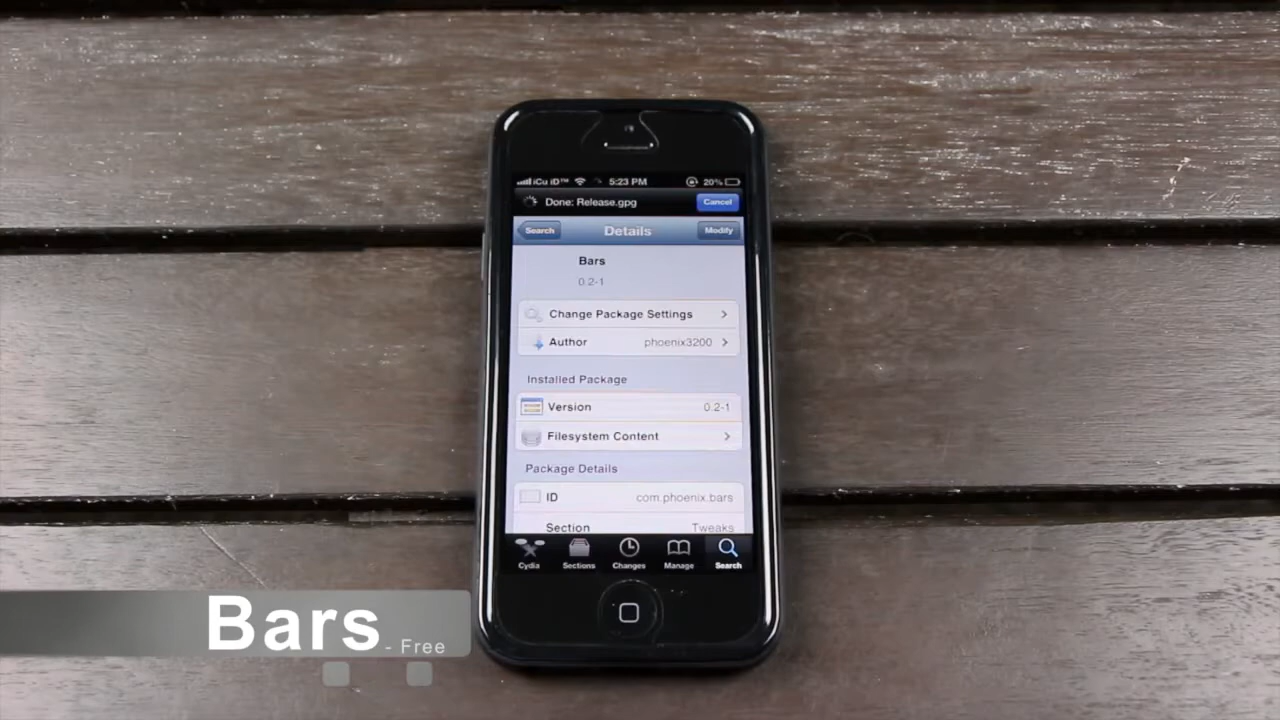 iCu iD™ 5:23 PM 20%
Done: Release.gpg Cancel
Search Details Modify
Bars
0.2-1
Change Package Settings
Author phoenix3200
Installed Package
Version 0.2-1
Filesystem Content
Package Details
ID com.phoenix.bars
Section Tweaks
Cydia Sections Changes Manage Search
Bars - Free